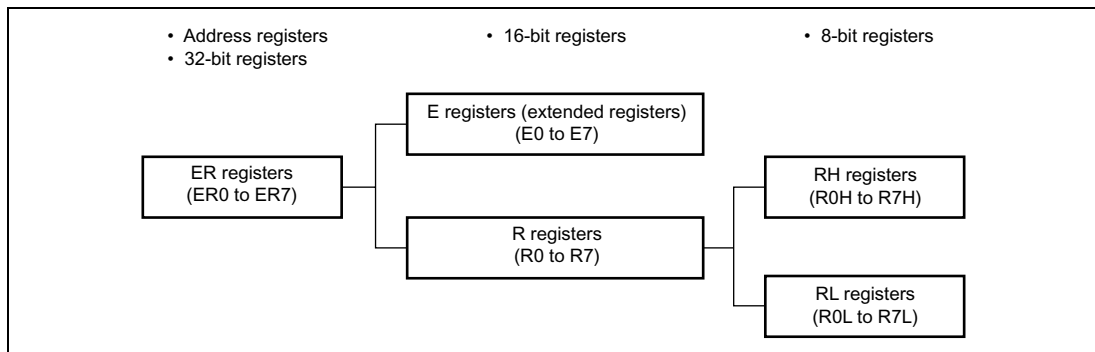 • Address registers
• 32-bit registers
• 16-bit registers
• 8-bit registers
E registers (extended registers)
(E0 to E7)
ER registers
(ER0 to ER7)
RH registers
(R0H to R7H)
R registers
(R0 to R7)
RL registers
(R0L to R7L)